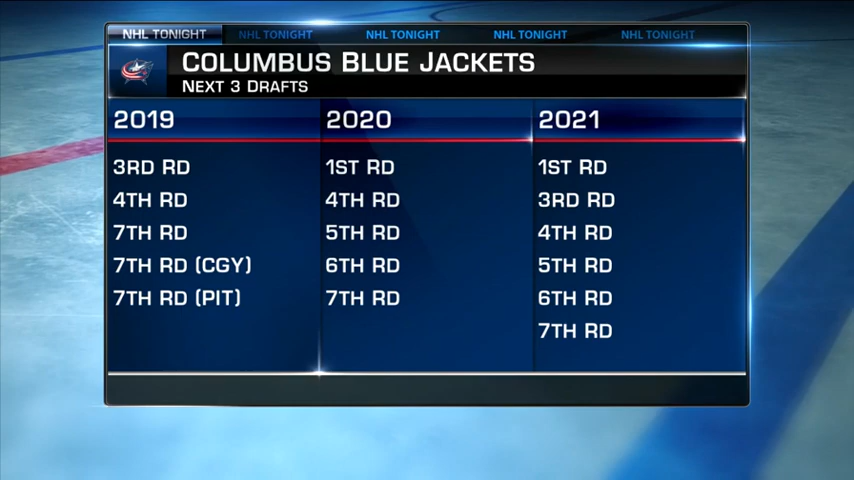 NHL TONIGHT NHL TONIGHT NHL TONIGHT NHL TONIGHT NHL TONIGHT
COLUMBUS BLUE JACKETS
NEXT 3 DRAFTS
2019
3RD RD
4TH RD
7TH RD
7TH RD (CGY)
7TH RD (PIT)
2020
1ST RD
4TH RD
5TH RD
6TH RD
7TH RD
2021
1ST RD
3RD RD
4TH RD
5TH RD
6TH RD
7TH RD